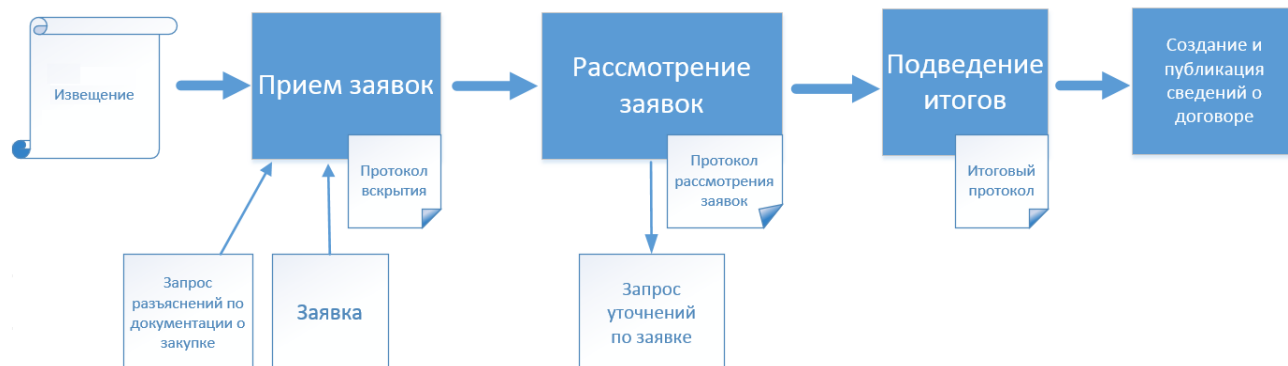 Извещение
Прием заявок
Протокол
вскрытия
Запрос
разъяснений по
документации о
закупке
Заявка
Рассмотрение
заявок
Протокол
рассмотрения
заявок
Запрос
уточнений
по заявке
Подведение
итогов
Итоговый
протокол
Создание и
публикация
сведений о
договоре